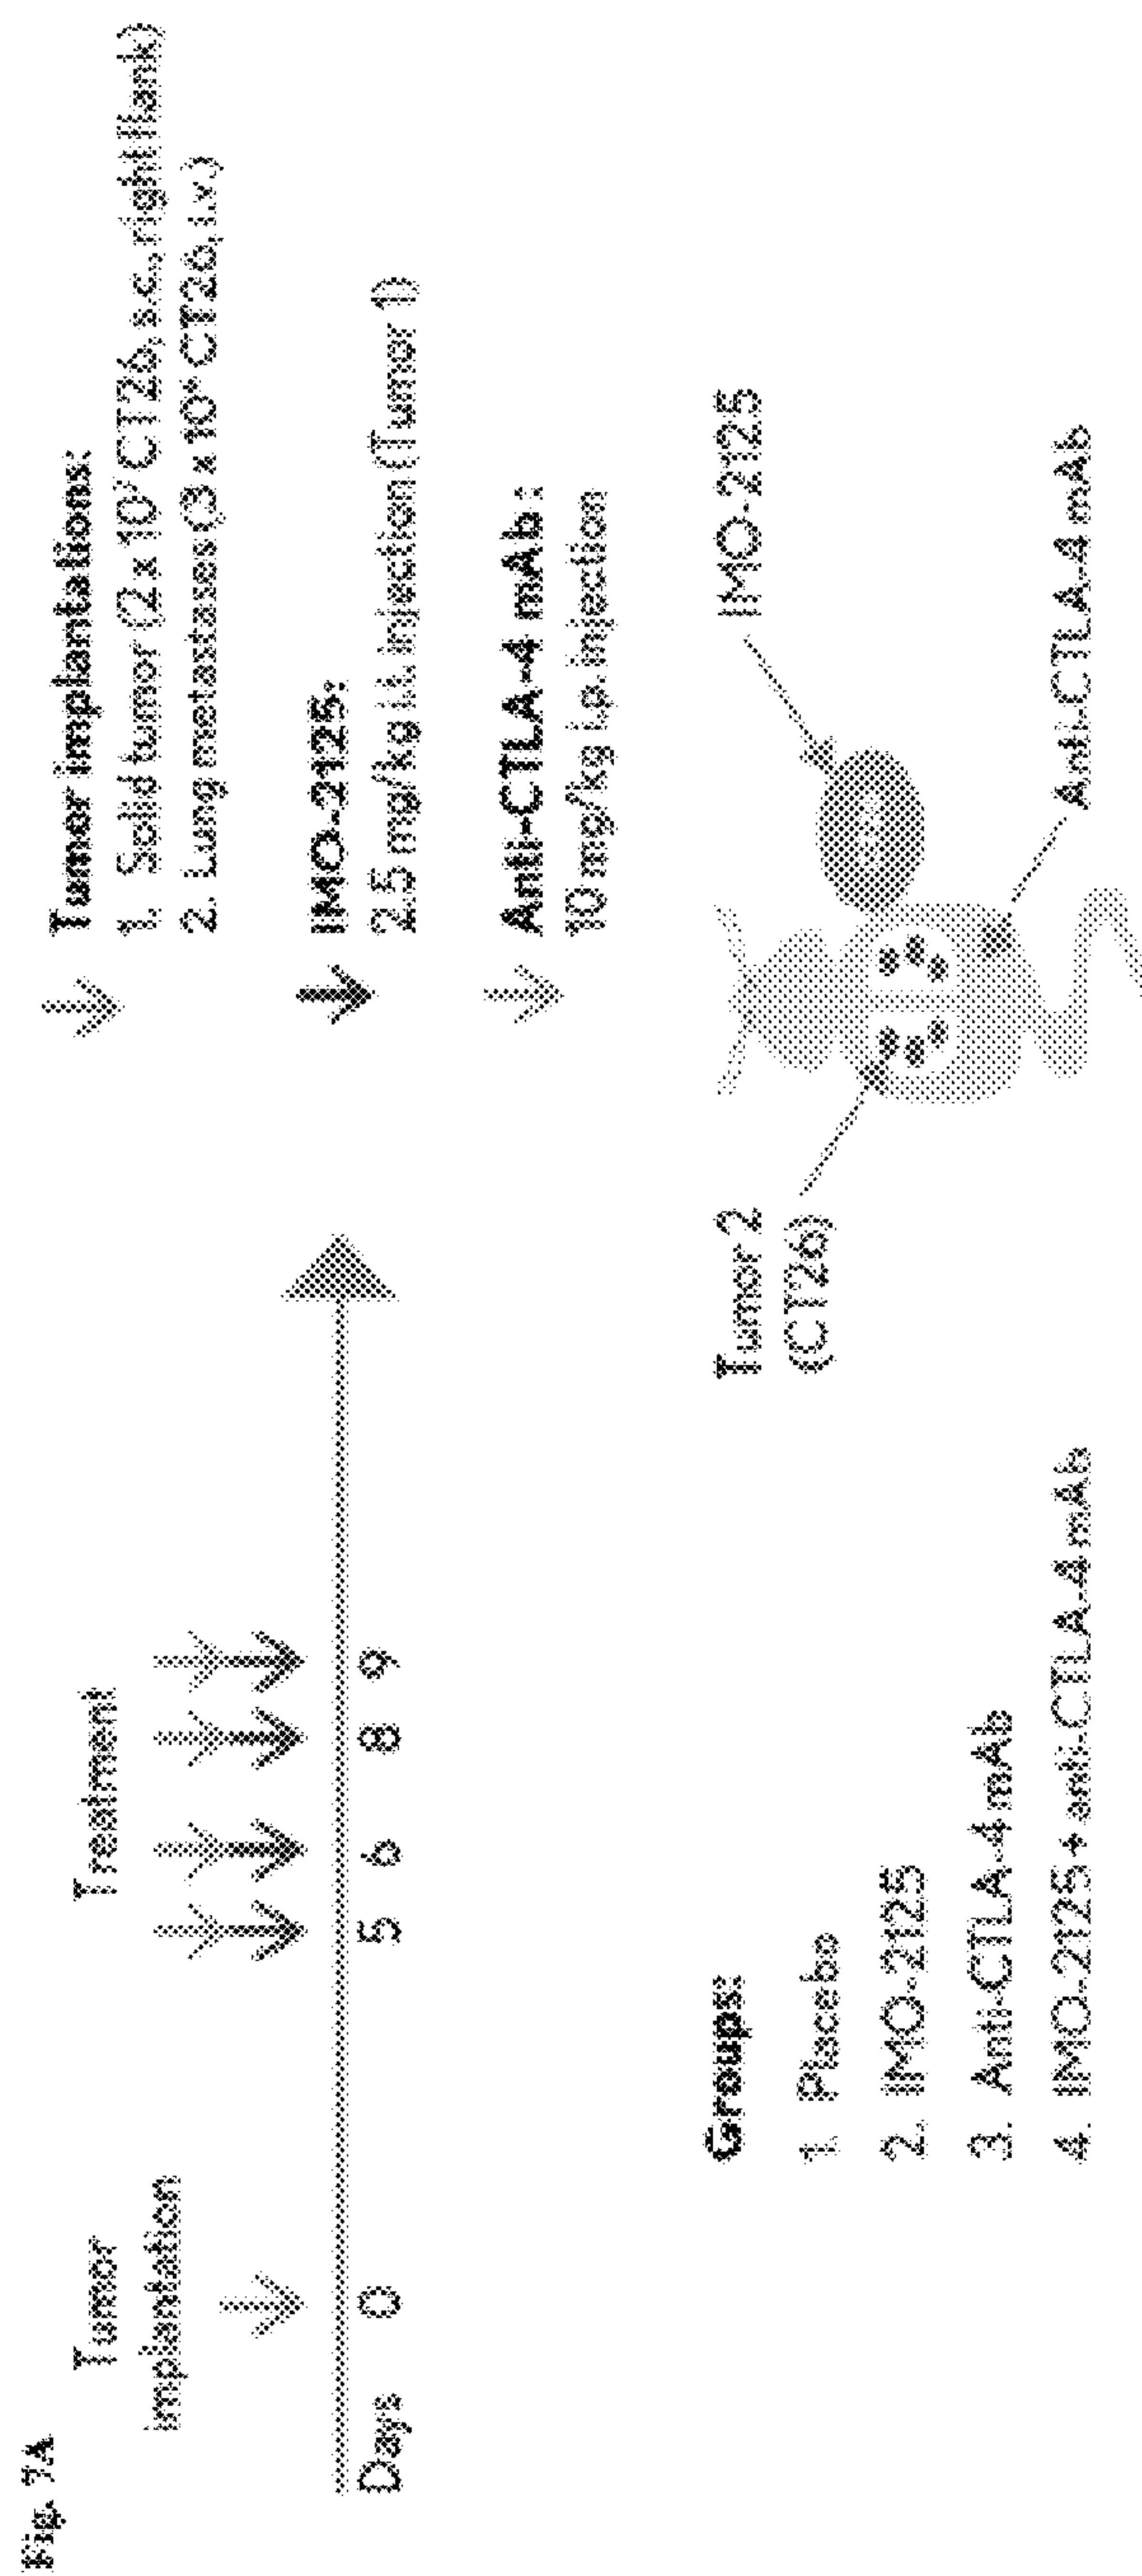 Fig. 7A
Tumor
implantation
Treatment
Days 0 5 6 8 9
Tumor implantations:
1. Solid tumor (2 x 10⁵ CT26, s.c., right flank)
2. Lung metastases (3 x 10⁶ CT26, i.v.)
IMO-2125:
2.5 mg/kg i.t. injection (Tumor 1)
Anti-CTLA-4 mAb:
10 mg/kg i.p. injection
Groups:
1. Placebo
2. IMO-2125
3. Anti-CTLA-4 mAb
4. IMO-2125 + anti-CTLA-4 mAb
Tumor 2
(CT26)
IMO-2125
Anti-CTLA-4 mAb